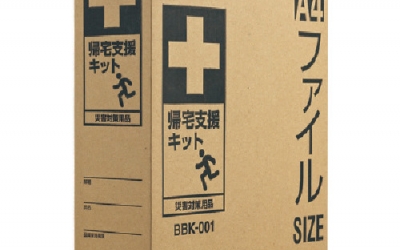 帰宅支援
キット
災害対策用品
帰宅支援
キット
災害対策用品
BBK-001
A4ファイル
SIZE